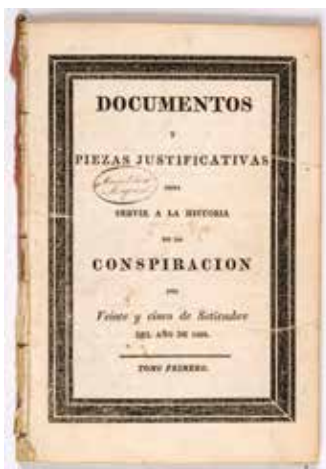 DOCUMENTOS
Y
PIEZAS JUSTIFICATIVAS
PARA
SERVIR A LA HISTORIA
DE LA
CONSPIRACION
DEL
Veinte y cinco de Setiembre
DEL AÑO DE 1828.
TOMO PRIMERO.